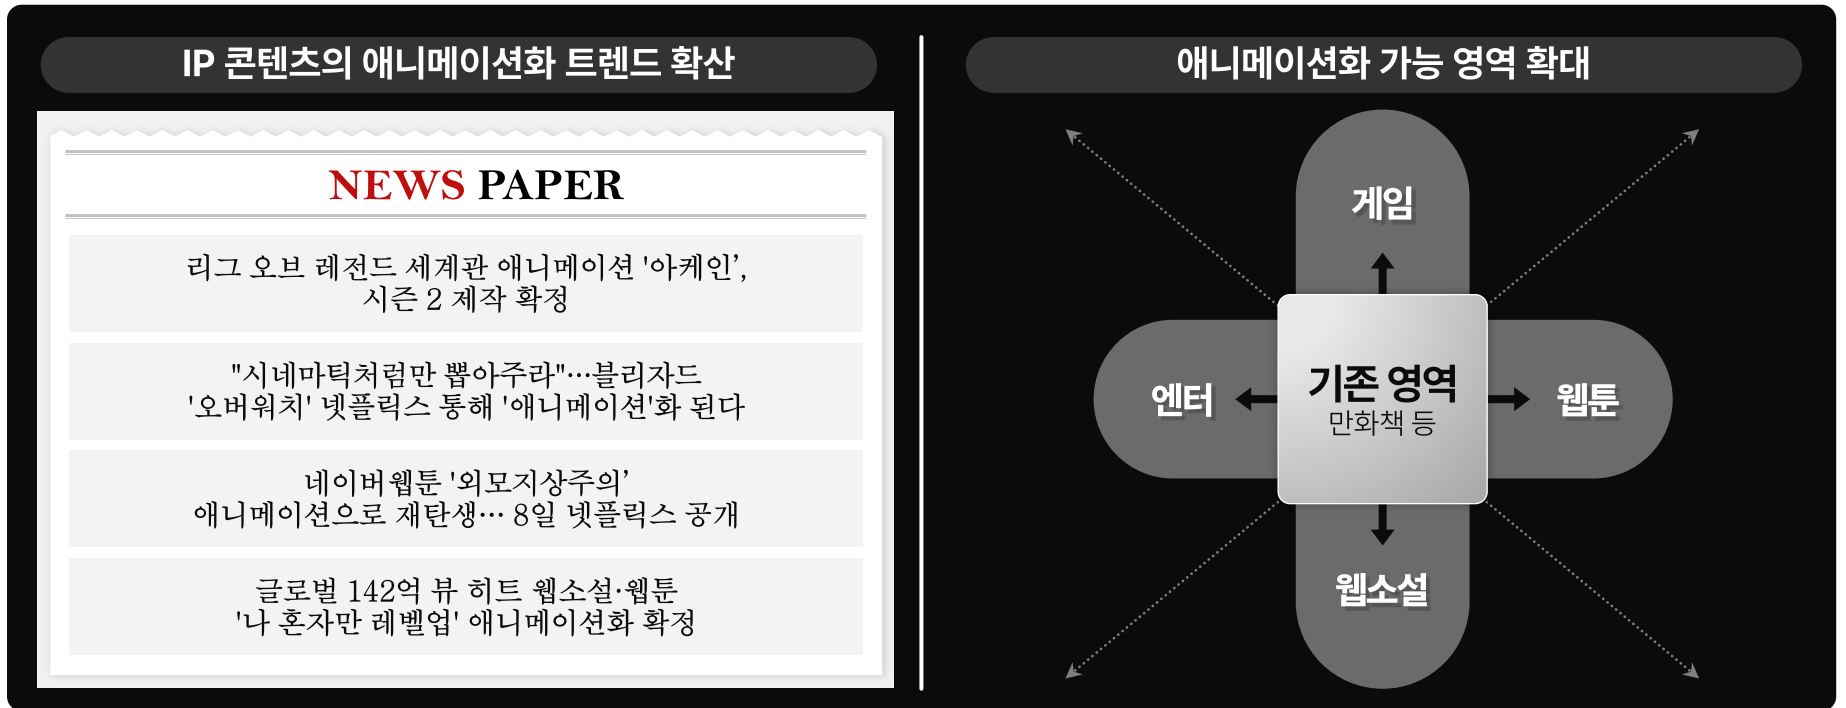 IP 콘텐츠의 애니메이션화 트렌드 확산
NEWS PAPER
리그 오브 레전드 세계관 애니메이션 '아케인’,
시즌 2 제작 확정
"시네마틱처럼만 뽑아주라"…블리자드
'오버워치' 넷플릭스 통해 '애니메이션'화 된다
네이버웹툰 '외모지상주의’
애니메이션으로 재탄생… 8일 넷플릭스 공개
글로벌 142억 뷰 히트 웹소설·웹툰
'나 혼자만 레벨업' 애니메이션화 확정
애니메이션화 가능 영역 확대
게임
엔터
기존 영역
만화책 등
웹툰
웹소설